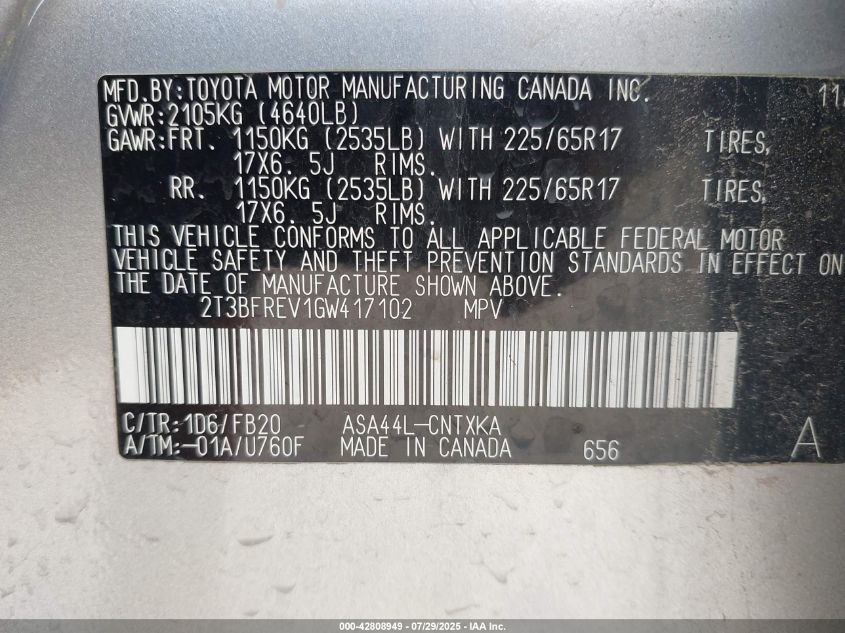 MFD.BY:TOYOTA MOTOR MANUFACTURING CANADA INC. 11/
GVWR:2105KG (4640LB)
GAWR:FRT. 1150KG (2535LB) WITH 225/65R17 TIRES,
17X6. 5J RIMS.
RR. 1150KG (2535LB) WITH 225/65R17 TIRES,
17X6. 5J RIMS.
THIS VEHICLE CONFORMS TO ALL APPLICABLE FEDERAL MOTOR
VEHICLE SAFETY AND THEFT PREVENTION STANDARDS IN EFFECT ON
THE DATE OF MANUFACTURE SHOWN ABOVE.
2T3BFREV1GW417102 MPV
C/TR:1D6/FB20 ASA44L-CNTXKA
A/TM:-01A/U760F MADE IN CANADA 656 A
000-42808949 - 07/29/2025 - IAA Inc.